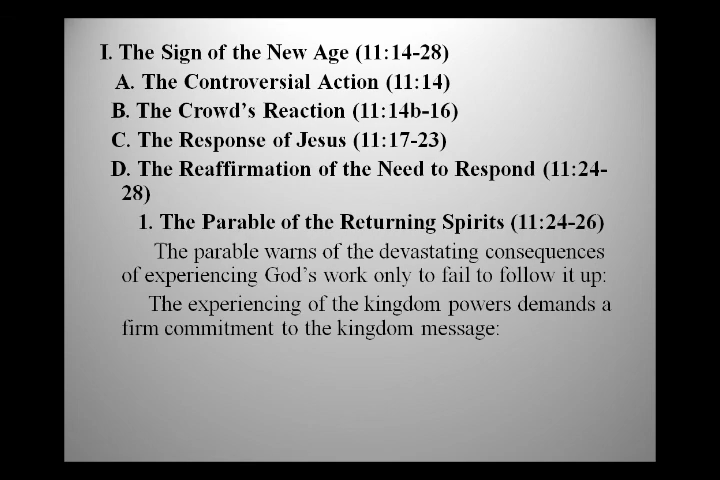 I. The Sign of the New Age (11:14-28)
A. The Controversial Action (11:14)
B. The Crowd's Reaction (11:14b-16)
C. The Response of Jesus (11:17-23)
D. The Reaffirmation of the Need to Respond (11:24-
28)
1. The Parable of the Returning Spirits (11:24-26)
The parable warns of the devastating consequences
of experiencing God's work only to fail to follow it up:
The experiencing of the kingdom powers demands a
firm commitment to the kingdom message: